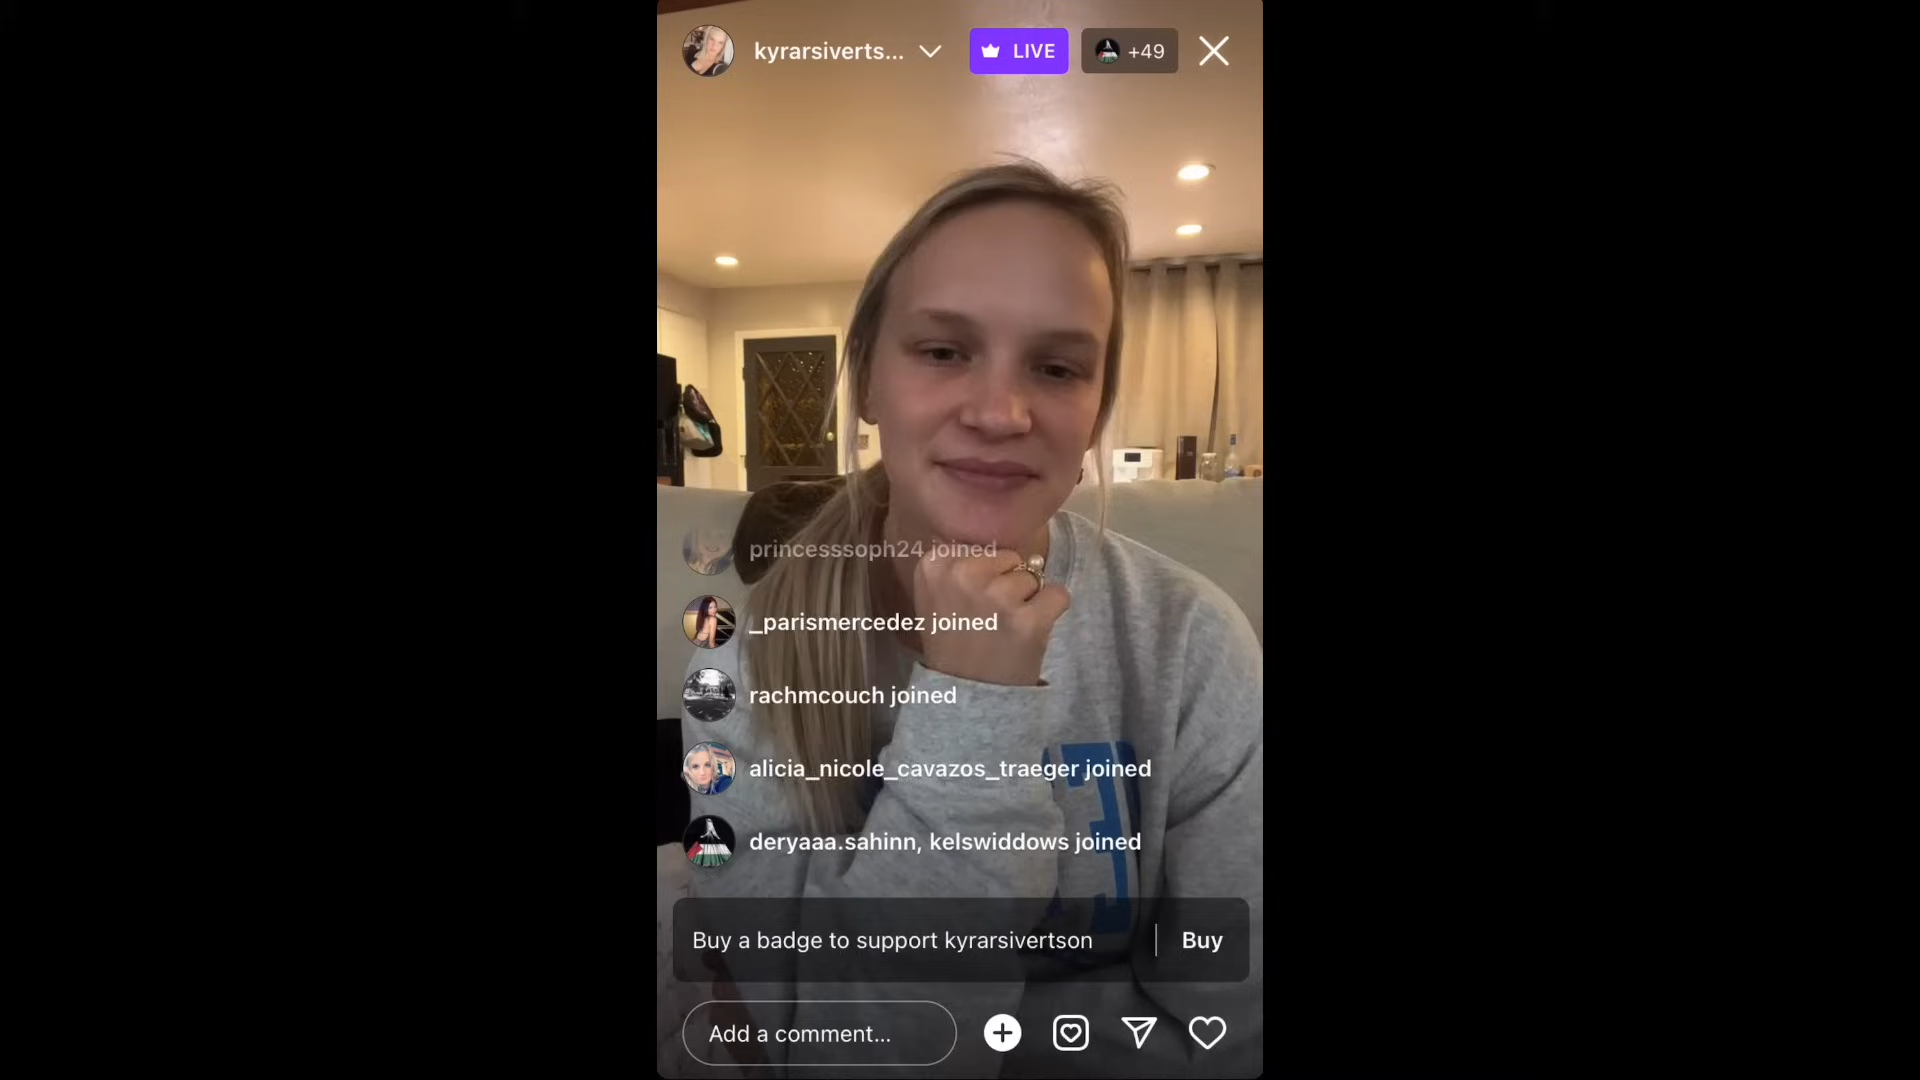 kyrarsiverts...
LIVE
+49
princesssoph24 joined
_parismercedez joined
rachmcouch joined
alicia_nicole_cavazos_traeger joined
deryaaa.sahinn, kelswiddows joined
Buy a badge to support kyrarsivertson
Buy
Add a comment...